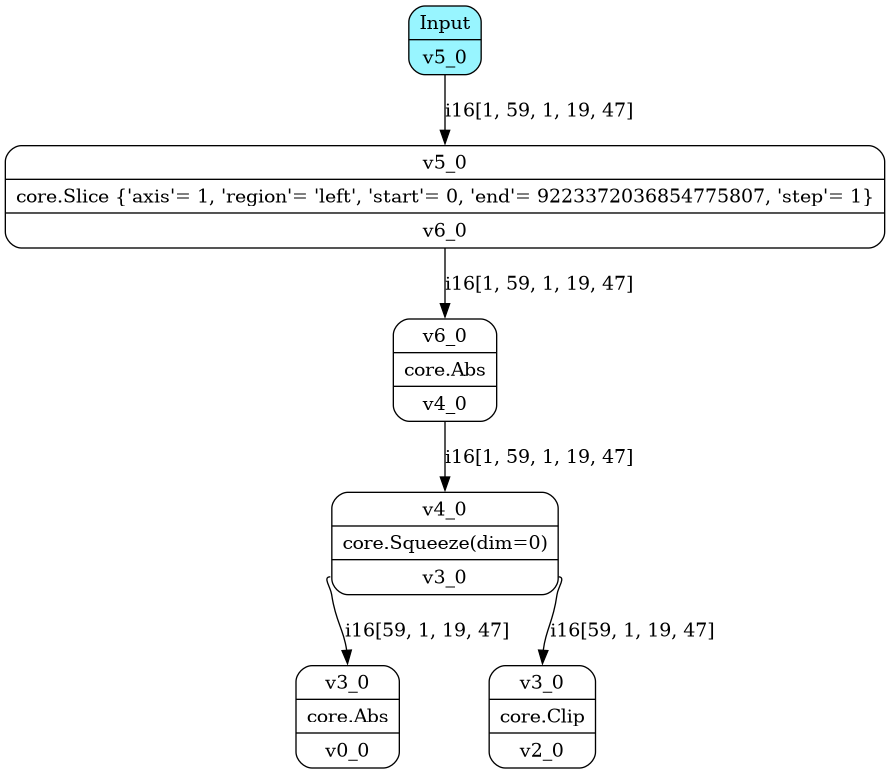 Input
v5_0
i16[1, 59, 1, 19, 47]
v5_0
core.Slice {'axis'= 1, 'region'= 'left', 'start'= 0, 'end'= 9223372036854775807, 'step'= 1}
v6_0
i16[1, 59, 1, 19, 47]
v6_0
core.Abs
v4_0
i16[1, 59, 1, 19, 47]
v4_0
core.Squeeze(dim=0)
v3_0
i16[59, 1, 19, 47]
i16[59, 1, 19, 47]
v3_0
core.Abs
v0_0
v3_0
core.Clip
v2_0